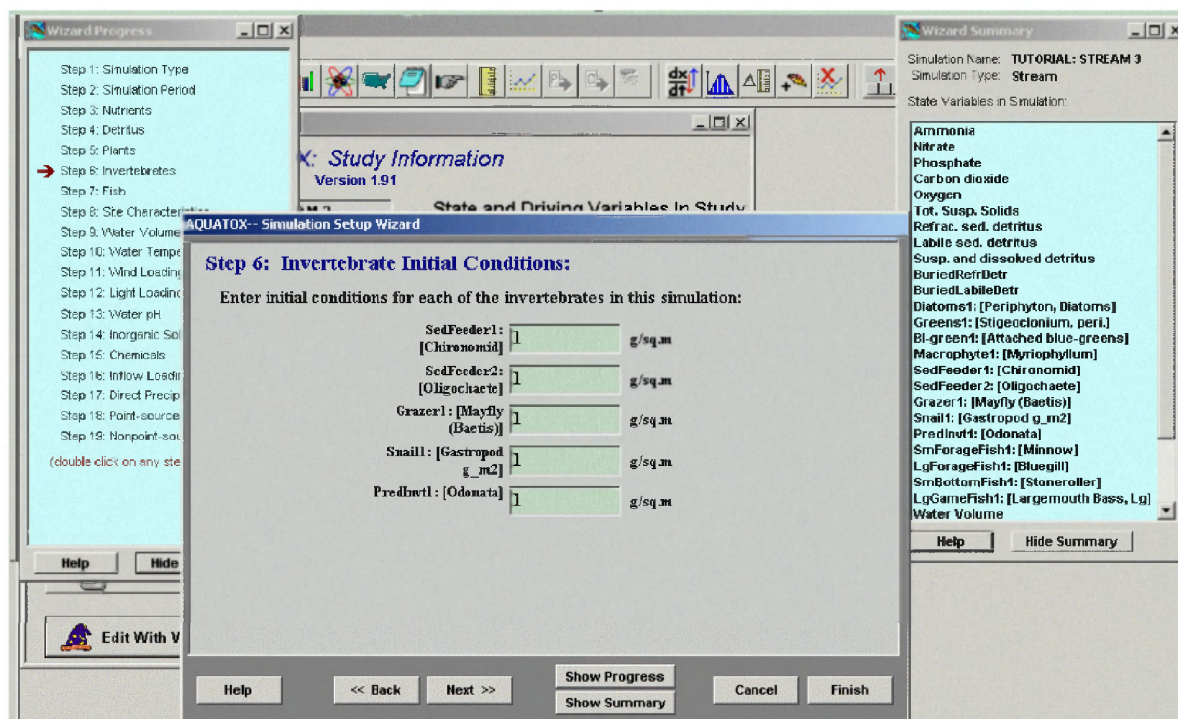 Wizard Progress
Step 1: Simulation Type
Step 2: Simulation Period
Step 3: Nutrients
Step 4: Detritus
Step 5: Plants
Step 6: Invertebrates
Step 7: Fish
Step 8: Site Characteristics
Step 9: Water Volume
Step 10: Water Tempe
Step 11: Wind Loading
Step 12: Light Loading
Step 13: Water pH
Step 14: Inorganic Sol
Step 15: Chemicals
Step 16: Inflow Loadin
Step 17: Direct Precip
Step 18: Point-source
Step 19: Nonpoint-sou
(double click on any ste
Help
Hide
Edit With W
dx
dt
X: Study Information
Version 1.91
State and Driving Variables In Study
AQUATOX-- Simulation Setup Wizard
Step 6: Invertebrate Initial Conditions:
Enter initial conditions for each of the invertebrates in this simulation:
SedFeeder1:
[Chironomid] 1 g/sq.m
SedFeeder2:
[Oligochaete] 1 g/sq.m
Grazer1: [Mayfly
(Baetis)] 1 g/sq.m
Snail1: [Gastropod
g_m2] 1 g/sq.m
PredInvt1: [Odonata] 1 g/sq.m
Help
<< Back
Next >>
Show Progress
Show Summary
Cancel
Finish
Wizard Summary
Simulation Name: TUTORIAL: STREAM 3
Simulation Type: Stream
State Variables in Simulation:
Ammonia
Nitrate
Phosphate
Carbon dioxide
Oxygen
Tot. Susp. Solids
Refrac. sed. detritus
Labile sed. detritus
Susp. and dissolved detritus
BuriedRefrDetr
BuriedLabileDetr
Diatoms1: [Periphyton, Diatoms]
Greens1: [Stigeoclonium, peri.]
Bl-green1: [Attached blue-greens]
Macrophyte1: [Myriophyllum]
SedFeeder1: [Chironomid]
SedFeeder2: [Oligochaete]
Grazer1: [Mayfly (Baetis)]
Snail1: [Gastropod g_m2]
PredInvt1: [Odonata]
SmForageFish1: [Minnow]
LgForageFish1: [Bluegill]
SmBottomFish1: [Stoneroller]
LgGameFish1: [Largemouth Bass, Lg]
Water Volume
Help
Hide Summary